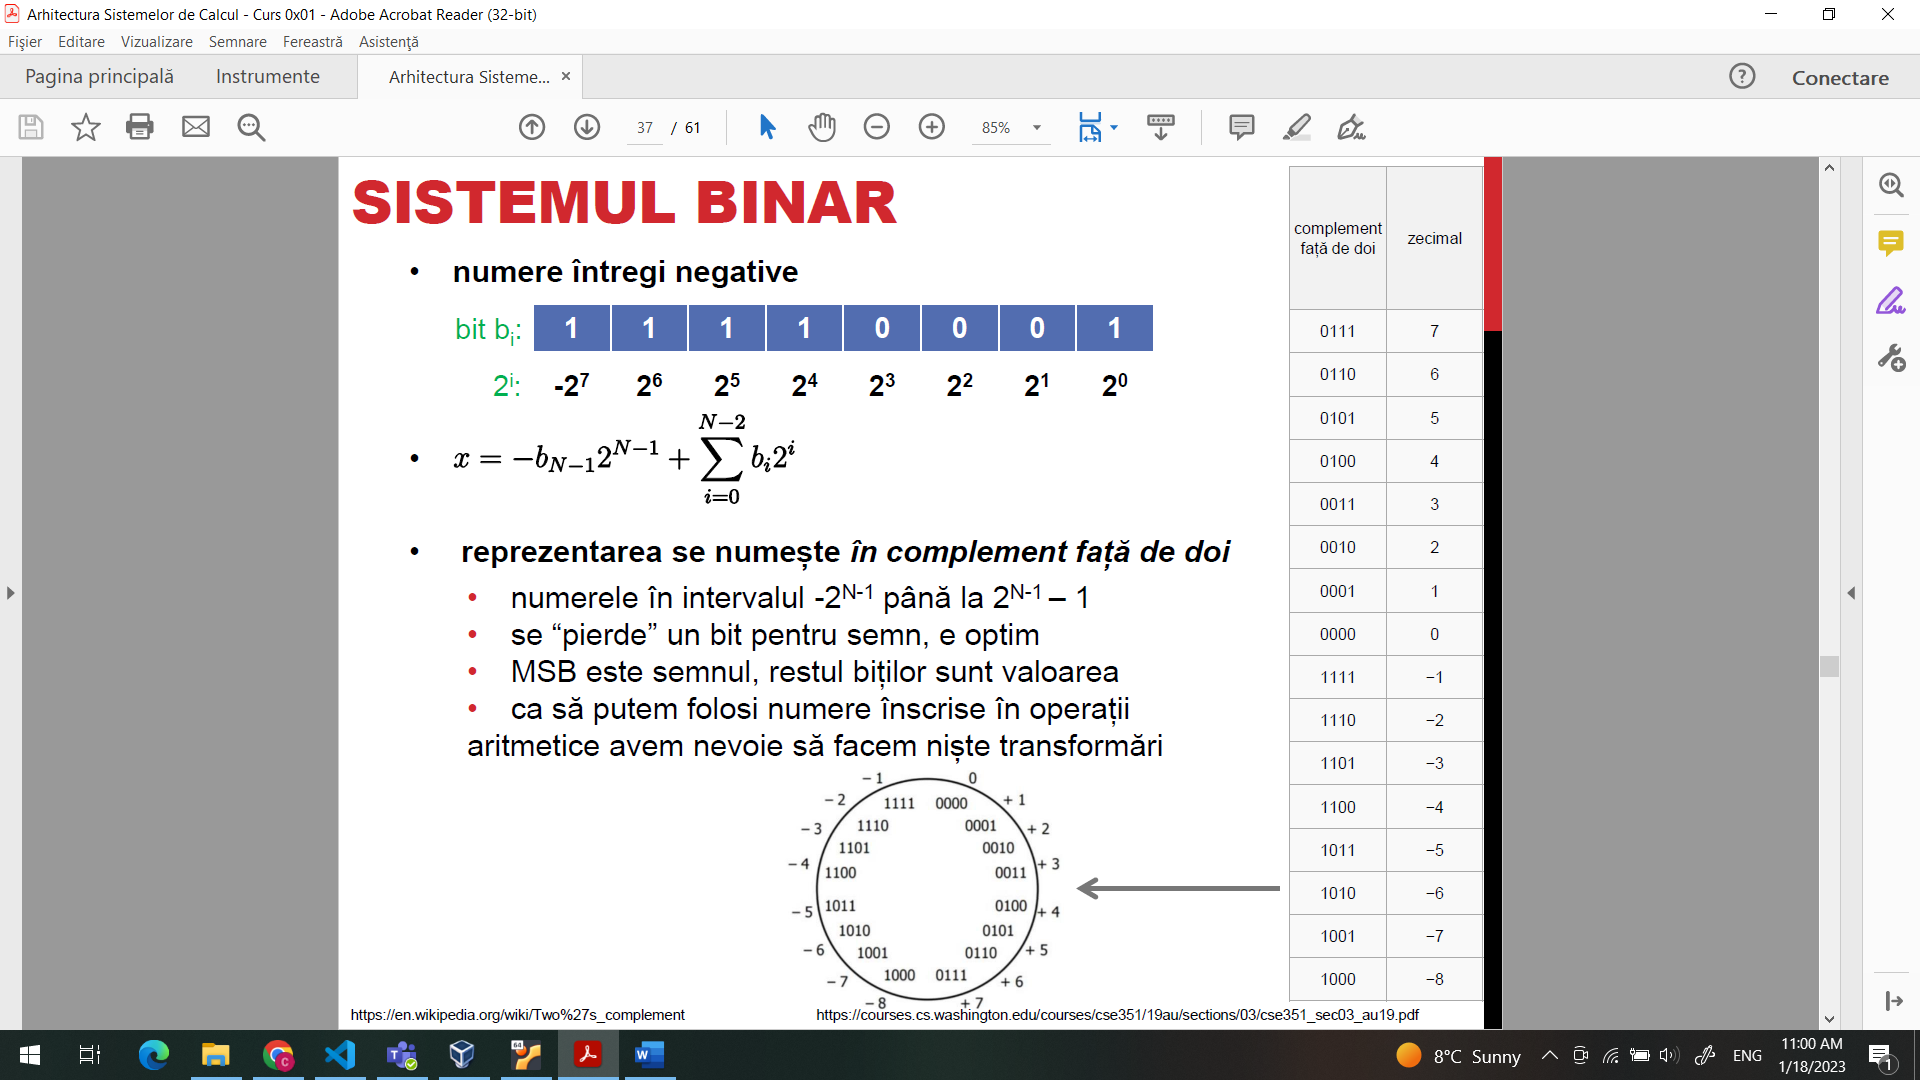 Arhitectura Sistemelor de Calcul - Curs 0x01 - Adobe Acrobat Reader (32-bit)
Fişier Editare Vizualizare Semnare Fereastră Asistenţă
Pagina principală Instrumente Arhitectura Sisteme... × Conectare
37 / 61 85%
SISTEMUL BINAR
• numere întregi negative
bit bᵢ: 1 1 1 1 0 0 0 1
2ⁱ: -2⁷ 2⁶ 2⁵ 2⁴ 2³ 2² 2¹ 2⁰
• x = −b_{N−1}2^{N−1} + ∑_{i=0}^{N−2} b_i2^i
• reprezentarea se numește în complement față de doi
• numerele în intervalul -2ᴺ⁻¹ până la 2ᴺ⁻¹ – 1
• se “pierde” un bit pentru semn, e optim
• MSB este semnul, restul biților sunt valoarea
• ca să putem folosi numere înscrise în operații
aritmetice avem nevoie să facem niște transformări
− 1 0
− 2 1111 0000 + 1
− 3 1110 0001 + 2
1101 0010
− 4 1100 0011 + 3
− 5 1011 0100 + 4
1010 0101
− 6 1001 0110 + 5
− 7 1000 0111 + 6
− 8 + 7
https://en.wikipedia.org/wiki/Two%27s_complement
https://courses.cs.washington.edu/courses/cse351/19au/sections/03/cse351_sec03_au19.pdf
complement
față de doi
zecimal
0111 7
0110 6
0101 5
0100 4
0011 3
0010 2
0001 1
0000 0
1111 −1
1110 −2
1101 −3
1100 −4
1011 −5
1010 −6
1001 −7
1000 −8
64
8°C Sunny
ENG
11:00 AM
1/18/2023
1